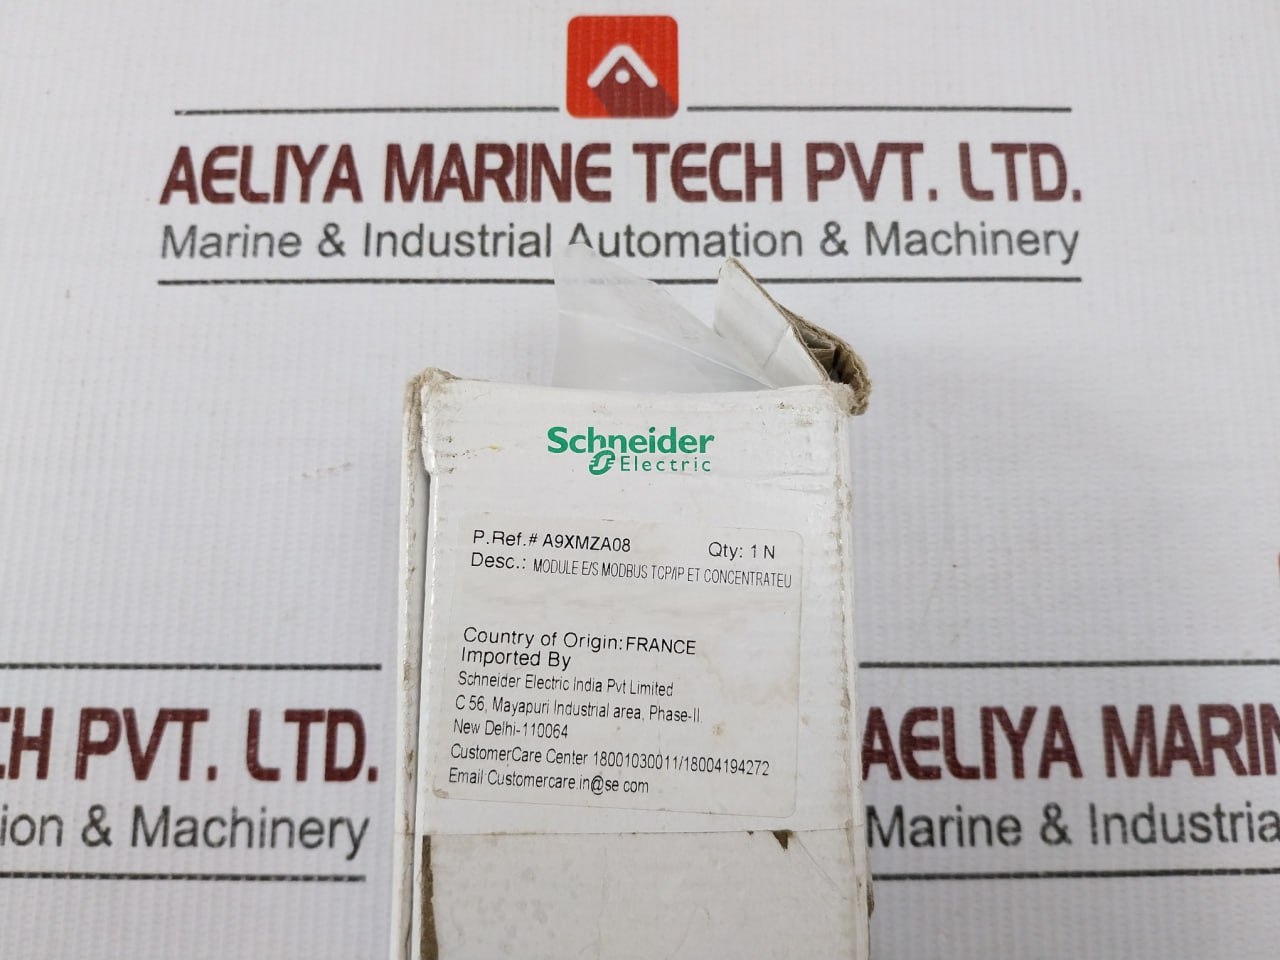 AELIYA MARINE TECH PVT. LTD.
Marine & Industrial Automation & Machinery
Schneider
Electric
P.Ref.# A9XMZA08 Qty: 1 N
Desc.: MODULE E/S MODBUS TCP/IP ET CONCENTRATEU
Country of Origin: FRANCE
Imported By
Schneider Electric India Pvt Limited
C 56, Mayapuri Industrial area, Phase-II.
New Delhi-110064
CustomerCare Center 18001030011/18004194272
Email:Customercare.in@se.com
CH PVT. LTD.
ion & Machinery
AELIYA MARIN
Marine & Industria